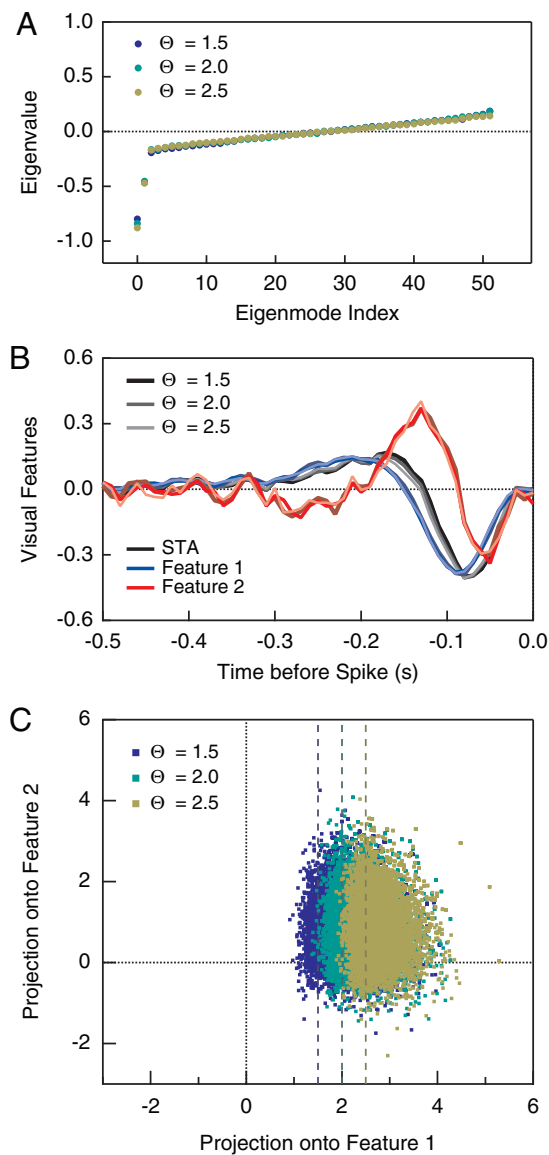 A
1.0
0.5
0.0
-0.5
-1.0
Eigenvalue
Θ = 1.5
Θ = 2.0
Θ = 2.5
0
10
20
30
40
50
Eigenmode Index
B
0.6
0.3
0.0
-0.3
-0.6
Visual Features
Θ = 1.5
Θ = 2.0
Θ = 2.5
STA
Feature 1
Feature 2
-0.5
-0.4
-0.3
-0.2
-0.1
0.0
Time before Spike (s)
C
6
4
2
0
-2
Projection onto Feature 2
Θ = 1.5
Θ = 2.0
Θ = 2.5
-2
0
2
4
6
Projection onto Feature 1